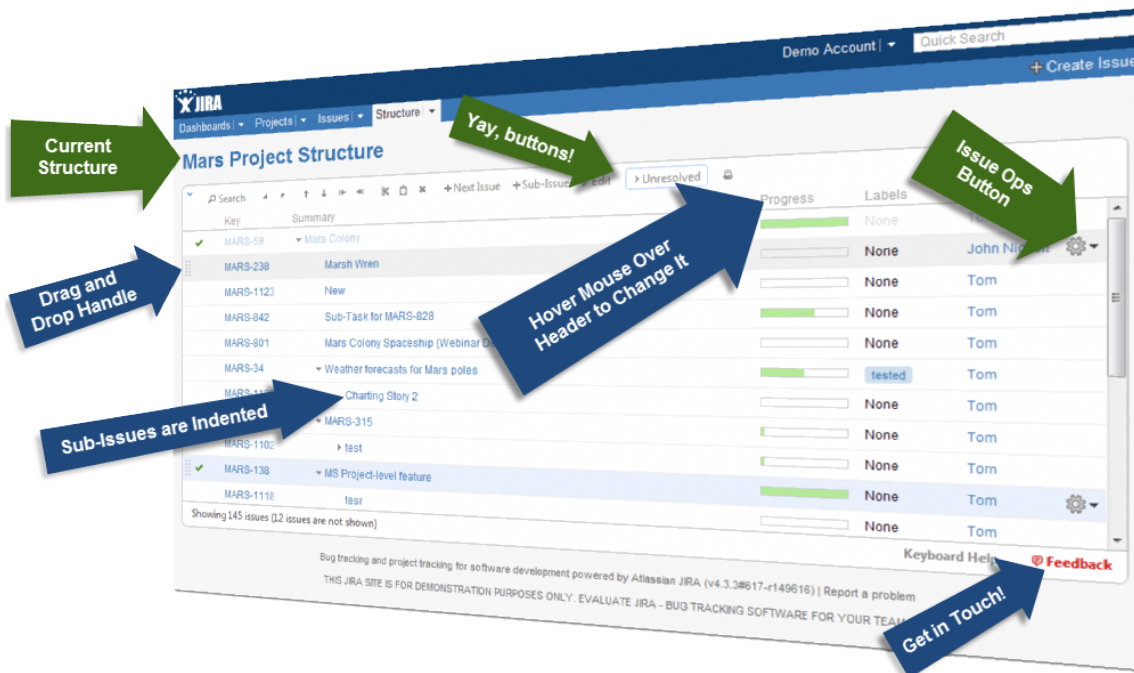 Demo Account
Quick Search
Create Issue
JIRA
Dashboards Projects Issues Structure
Current
Structure
Yay, buttons!
Issue Ops
Button
Mars Project Structure
Search
+Next Issue +Sub-Issue Edit
Unresolved
Key Summary Progress Labels
MARS-59 Mars Colony None
MARS-238 Marsh Wren None John
MARS-1123 New None Tom
MARS-842 Sub-Task for MARS-828 None Tom
MARS-801 Mars Colony Spaceship (Webinar None Tom
MARS-34 Weather forecasts for Mars poles tested Tom
Charting Story 2 None Tom
MARS-315 None Tom
MARS-1102 test None Tom
MARS-138 MS Project-level feature None Tom
MARS-1118 tesr None Tom
Drag and
Drop Handle
Hover Mouse Over
Header to Change It
Sub-Issues are Indented
Showing 145 issues (12 issues are not shown)
Keyboard Help
Feedback
Bug tracking and project tracking for software development powered by Atlassian JIRA (v4.3.3#617-r149616) | Report a problem
THIS JIRA SITE IS FOR DEMONSTRATION PURPOSES ONLY. EVALUATE JIRA - BUG TRACKING SOFTWARE FOR YOUR TEAM
Get in Touch!